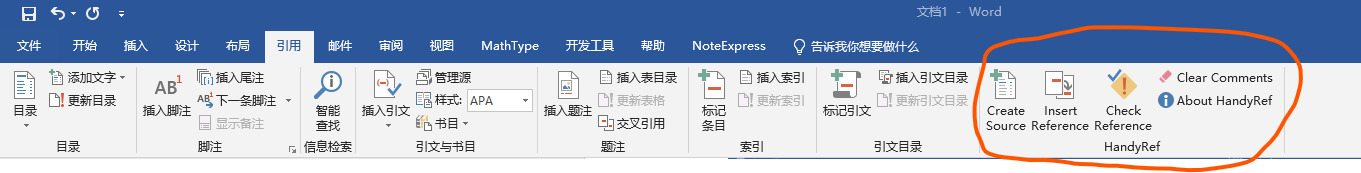 文档1 - Word
文件 开始 插入 设计 布局 引用 邮件 审阅 视图 MathType 开发工具 帮助 NoteExpress 告诉我你想要做什么
目录
添加文字
更新目录
目录
AB1
插入脚注
插入尾注
下一条脚注
显示备注
脚注
智能
查找
信息检索
插入引文
管理源
样式: APA
书目
引文与书目
插入题注
插入表目录
更新表格
交叉引用
题注
标记
条目
插入索引
更新索引
索引
标记引文
插入引文目录
更新引文目录
引文目录
Create
Source
Insert
Reference
Check
Reference
Clear Comments
About HandyRef
HandyRef